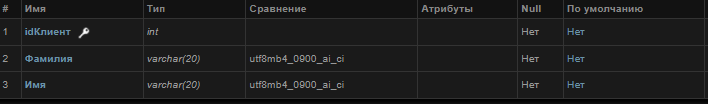 # Имя Тип Сравнение Атрибуты Null По умолчанию
1 idКлиент int Нет Нет
2 Фамилия varchar(20) utf8mb4_0900_ai_ci Нет Нет
3 Имя varchar(20) utf8mb4_0900_ai_ci Нет Нет